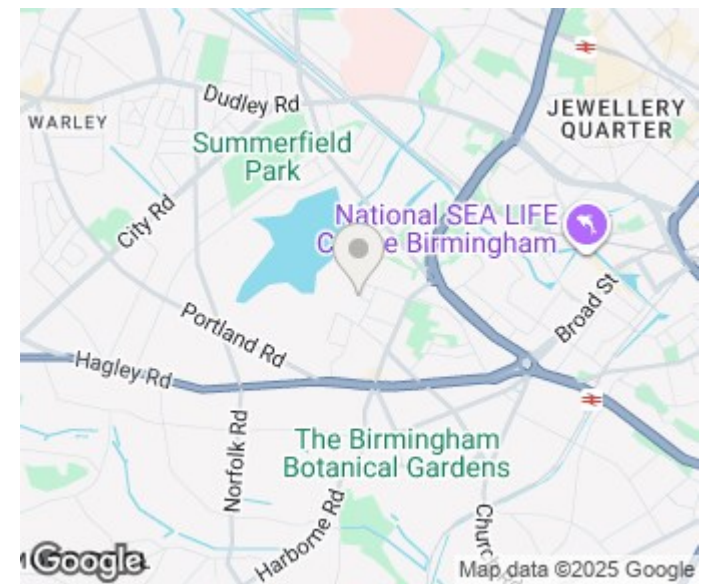 JEWELLERY
QUARTER
Dudley Rd
WARLEY
Summerfield
Park
City Rd
National SEA LIFE
Birmingham
Broad St
Portland Rd
Hagley Rd
Norfolk Rd
The Birmingham
Botanical Gardens
Harborne Rd
Google
Map data ©2025 Google